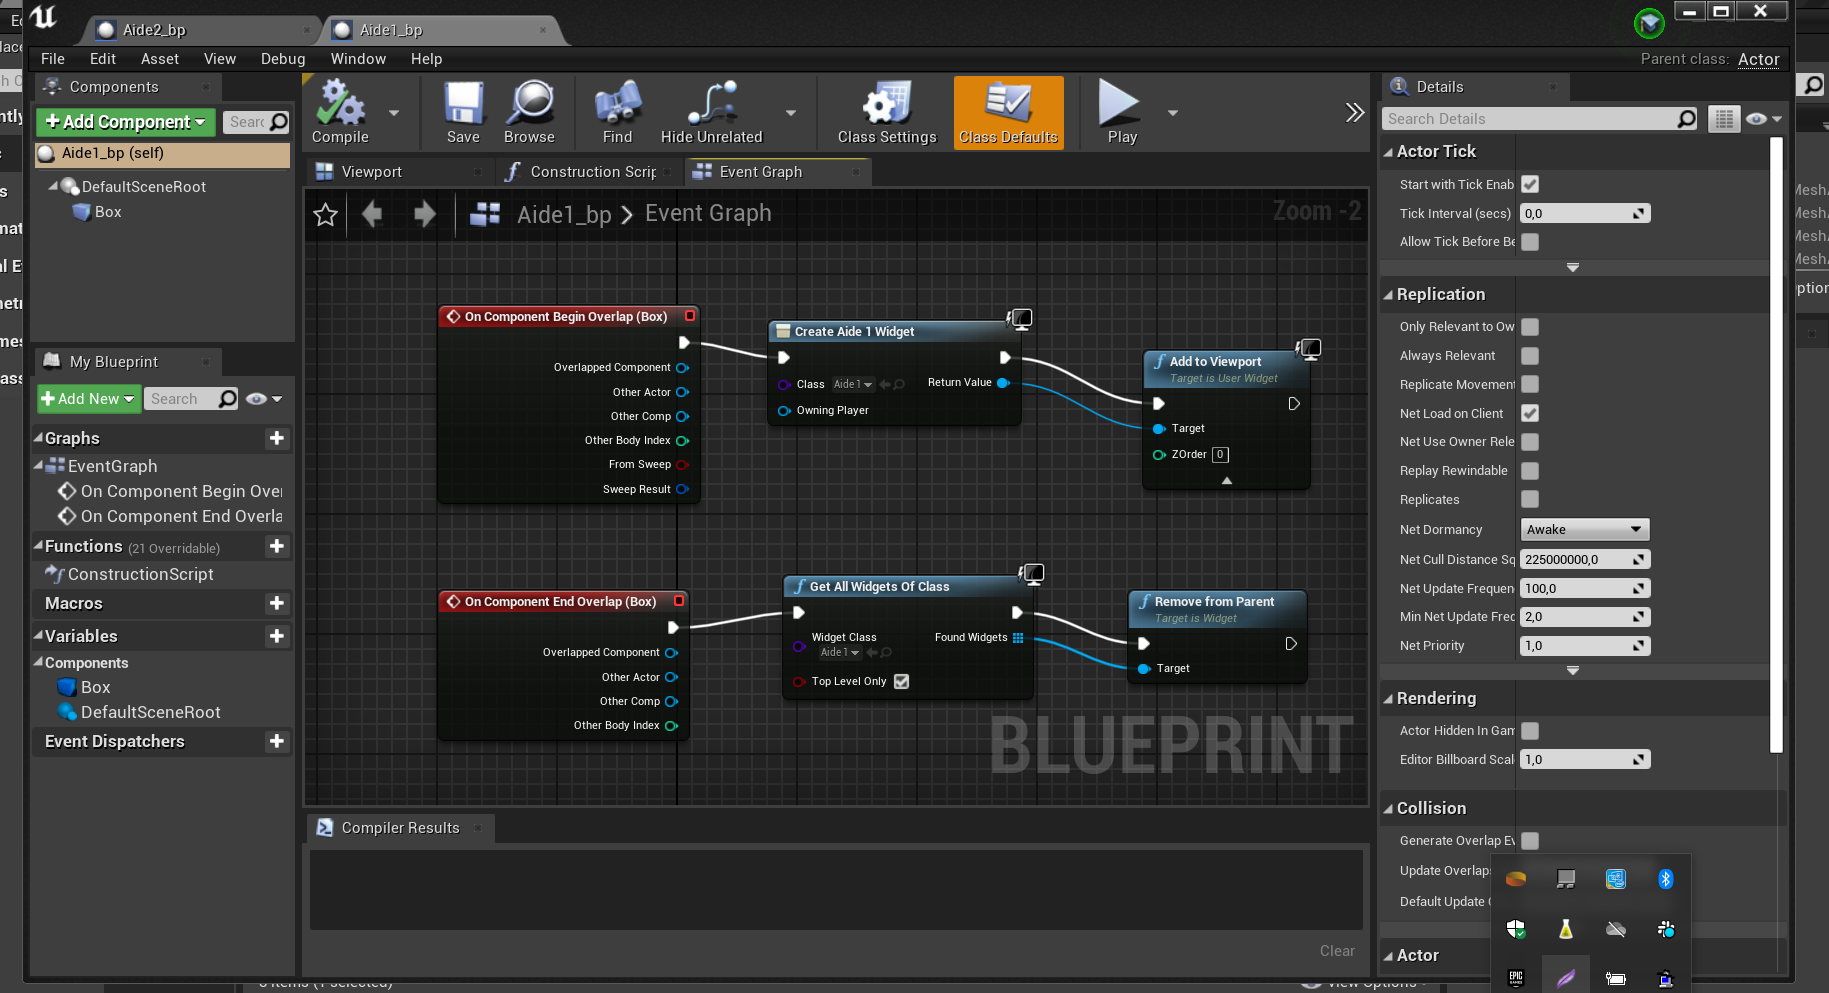 Aide2_bp
Aide1_bp
File Edit Asset View Debug Window Help
Parent class: Actor
Components
Add Component
Searc
Aide1_bp (self)
DefaultSceneRoot
Box
Compile
Save
Browse
Find
Hide Unrelated
Class Settings
Class Defaults
Play
Viewport
Construction Scrip
Event Graph
Aide1_bp > Event Graph
Zoom -2
My Blueprint
Add New
Search
Graphs
EventGraph
On Component Begin Over
On Component End Overla
Functions (21 Overridable)
ConstructionScript
Macros
Variables
Components
Box
DefaultSceneRoot
Event Dispatchers
On Component Begin Overlap (Box)
Overlapped Component
Other Actor
Other Comp
Other Body Index
From Sweep
Sweep Result
Create Aide 1 Widget
Class Aide 1
Return Value
Owning Player
Add to Viewport
Target is User Widget
Target
ZOrder 0
On Component End Overlap (Box)
Overlapped Component
Other Actor
Other Comp
Other Body Index
Get All Widgets Of Class
Widget Class
Aide 1
Found Widgets
Top Level Only
Remove from Parent
Target is Widget
Target
BLUEPRINT
Compiler Results
Clear
Details
Search Details
Actor Tick
Start with Tick Enab
Tick Interval (secs) 0,0
Allow Tick Before Be
Replication
Only Relevant to Ow
Always Relevant
Replicate Movement
Net Load on Client
Net Use Owner Rele
Replay Rewindable
Replicates
Net Dormancy Awake
Net Cull Distance Sq 225000000,0
Net Update Frequen 100,0
Min Net Update Freq 2,0
Net Priority 1,0
Rendering
Actor Hidden In Gam
Editor Billboard Scal 1,0
Collision
Generate Overlap Ev
Update Overlaps
Default Update
Actor
EPIC GAMES